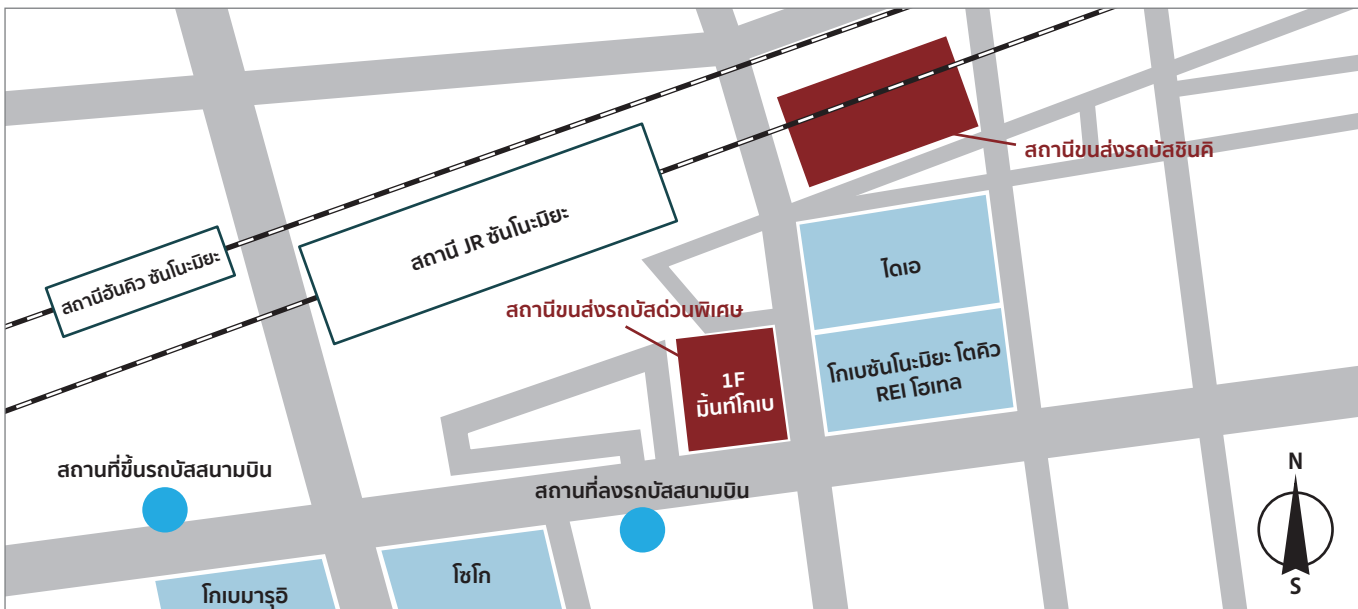 สถานีขนส่งรถบัสชินคิ
สถานี JR ซันโนะมิยะ
สถานีฮันคิว ซันโนะมิยะ
ไดเอ
สถานีขนส่งรถบัสด่วนพิเศษ
โกเบซันโนะมิยะ โตคิว
REI โฮเทล
1F
มิ้นท์โกเบ
สถานที่ขึ้นรถบัสสนามบิน
สถานที่ลงรถบัสสนามบิน
N
S
โซโก
โกเบมารุอิ